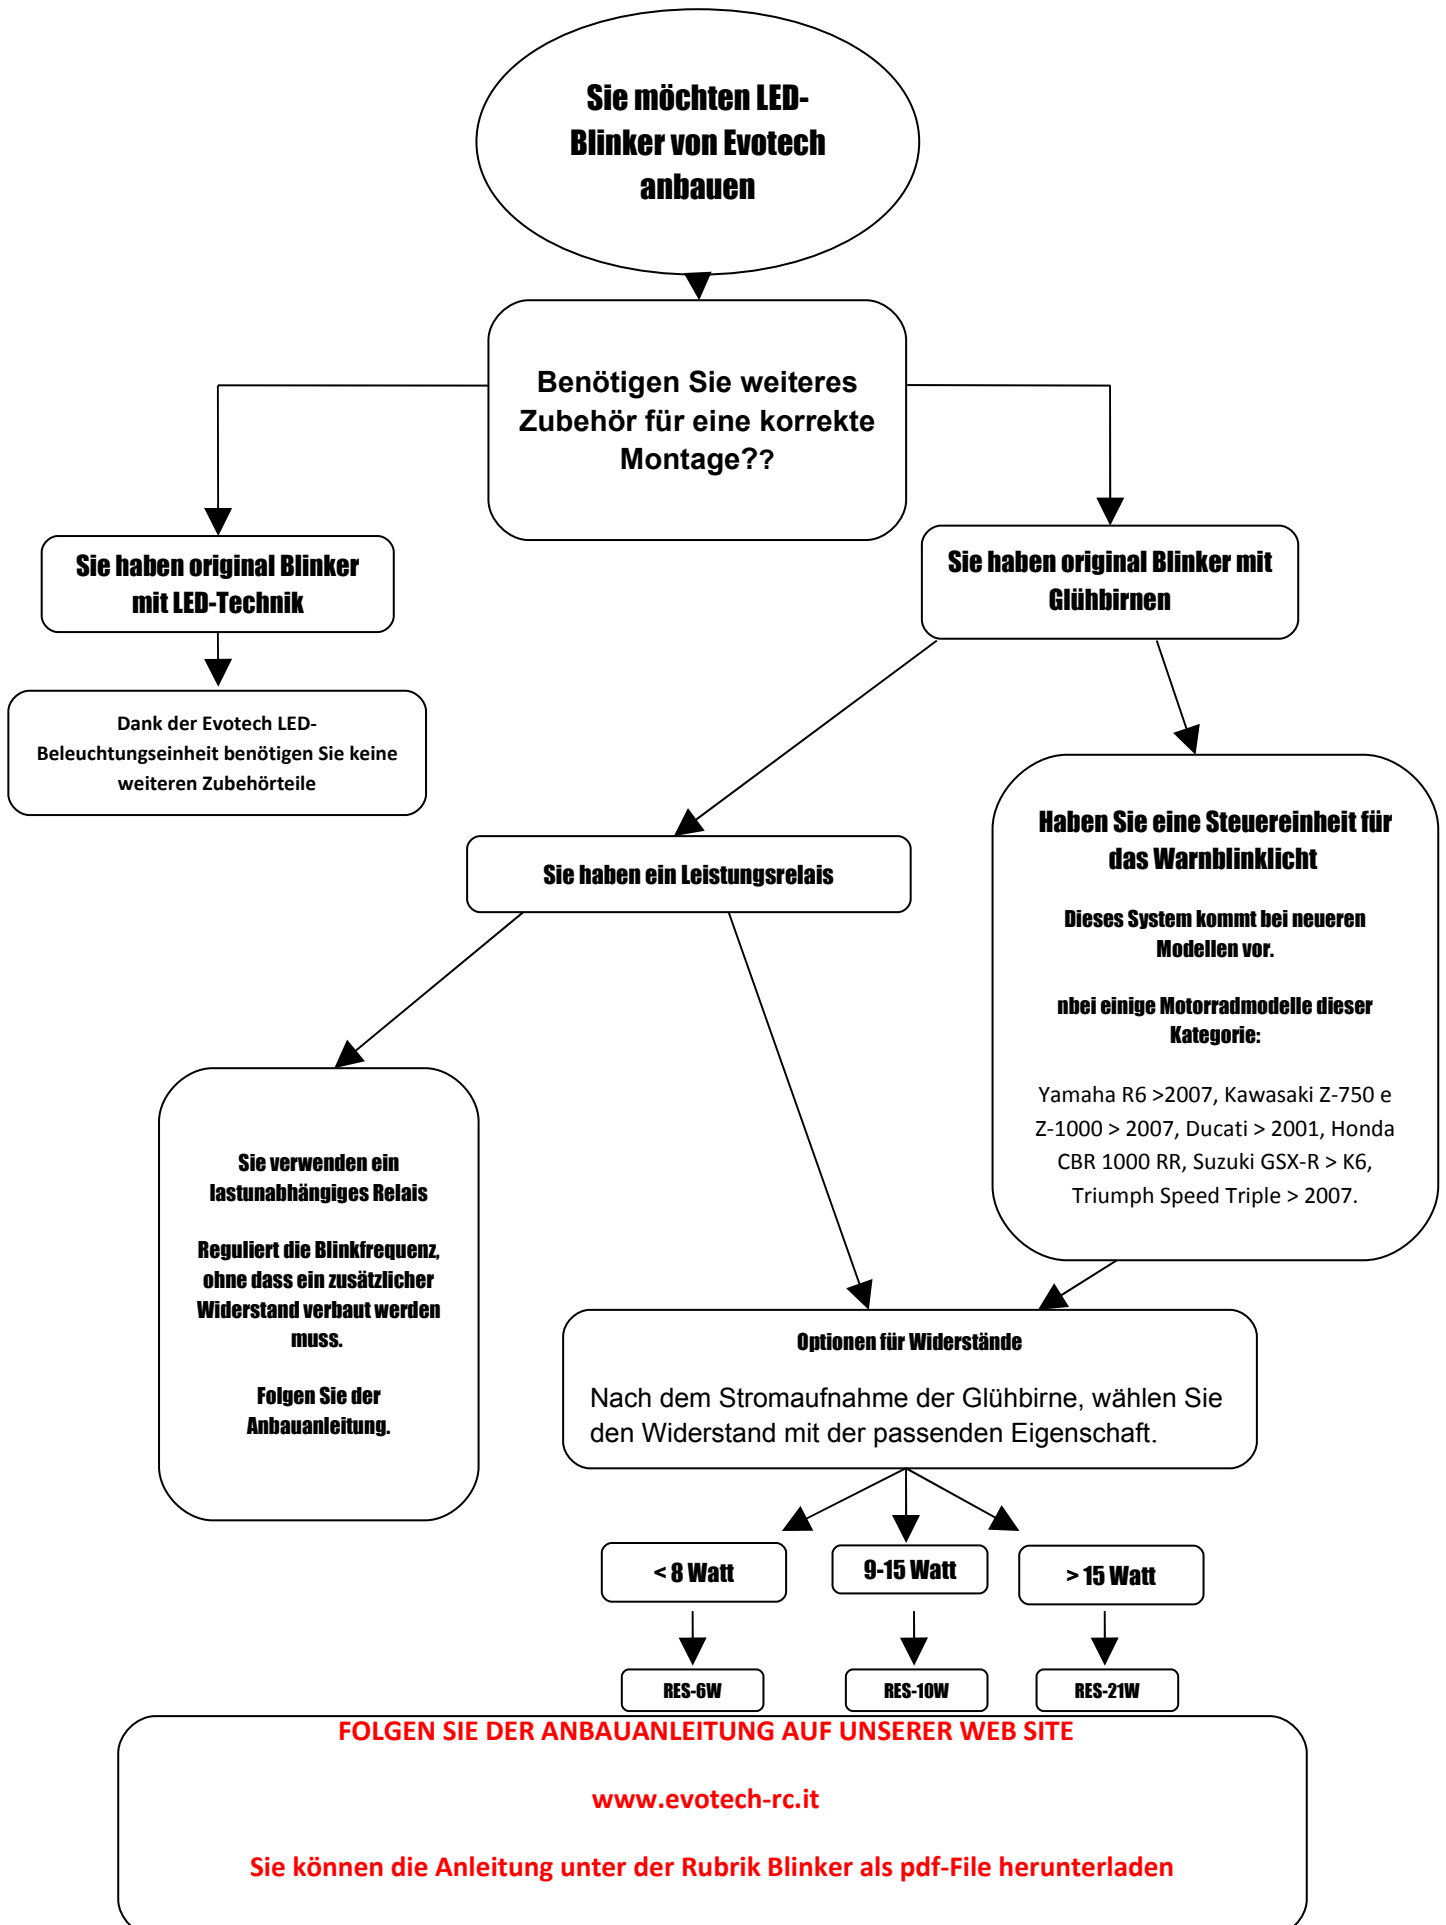 Sie möchten LED-
Blinker von Evotech
anbauen
Benötigen Sie weiteres
Zubehör für eine korrekte
Montage??
Sie haben original Blinker
mit LED-Technik
Sie haben original Blinker mit
Glühbirnen
Dank der Evotech LED-
Beleuchtungseinheit benötigen Sie keine
weiteren Zubehörteile
Haben Sie eine Steuereinheit für
das Warnblinklicht
Dieses System kommt bei neueren
Modellen vor.
nbei einige Motorradmodelle dieser
Kategorie:
Yamaha R6 >2007, Kawasaki Z-750 e
Z-1000 > 2007, Ducati > 2001, Honda
CBR 1000 RR, Suzuki GSX-R > K6,
Triumph Speed Triple > 2007.
Sie haben ein Leistungsrelais
Sie verwenden ein
lastunabhängiges Relais
Reguliert die Blinkfrequenz,
ohne dass ein zusätzlicher
Widerstand verbaut werden
muss.
Folgen Sie der
Anbauanleitung.
Optionen für Widerstände
Nach dem Stromaufnahme der Glühbirne, wählen Sie
den Widerstand mit der passenden Eigenschaft.
< 8 Watt
9-15 Watt
> 15 Watt
RES-6W
RES-10W
RES-21W
FOLGEN SIE DER ANBAUANLEITUNG AUF UNSERER WEB SITE
www.evotech-rc.it
Sie können die Anleitung unter der Rubrik Blinker als pdf-File herunterladen